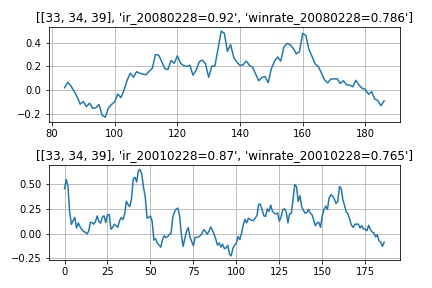 [[33, 34, 39], 'ir_20080228=0.92', 'winrate_20080228=0.786']
0.4
0.2
0.0
−0.2
80 100 120 140 160 180
[[33, 34, 39], 'ir_20010228=0.87', 'winrate_20010228=0.765']
0.50
0.25
0.00
−0.25
0 25 50 75 100 125 150 175